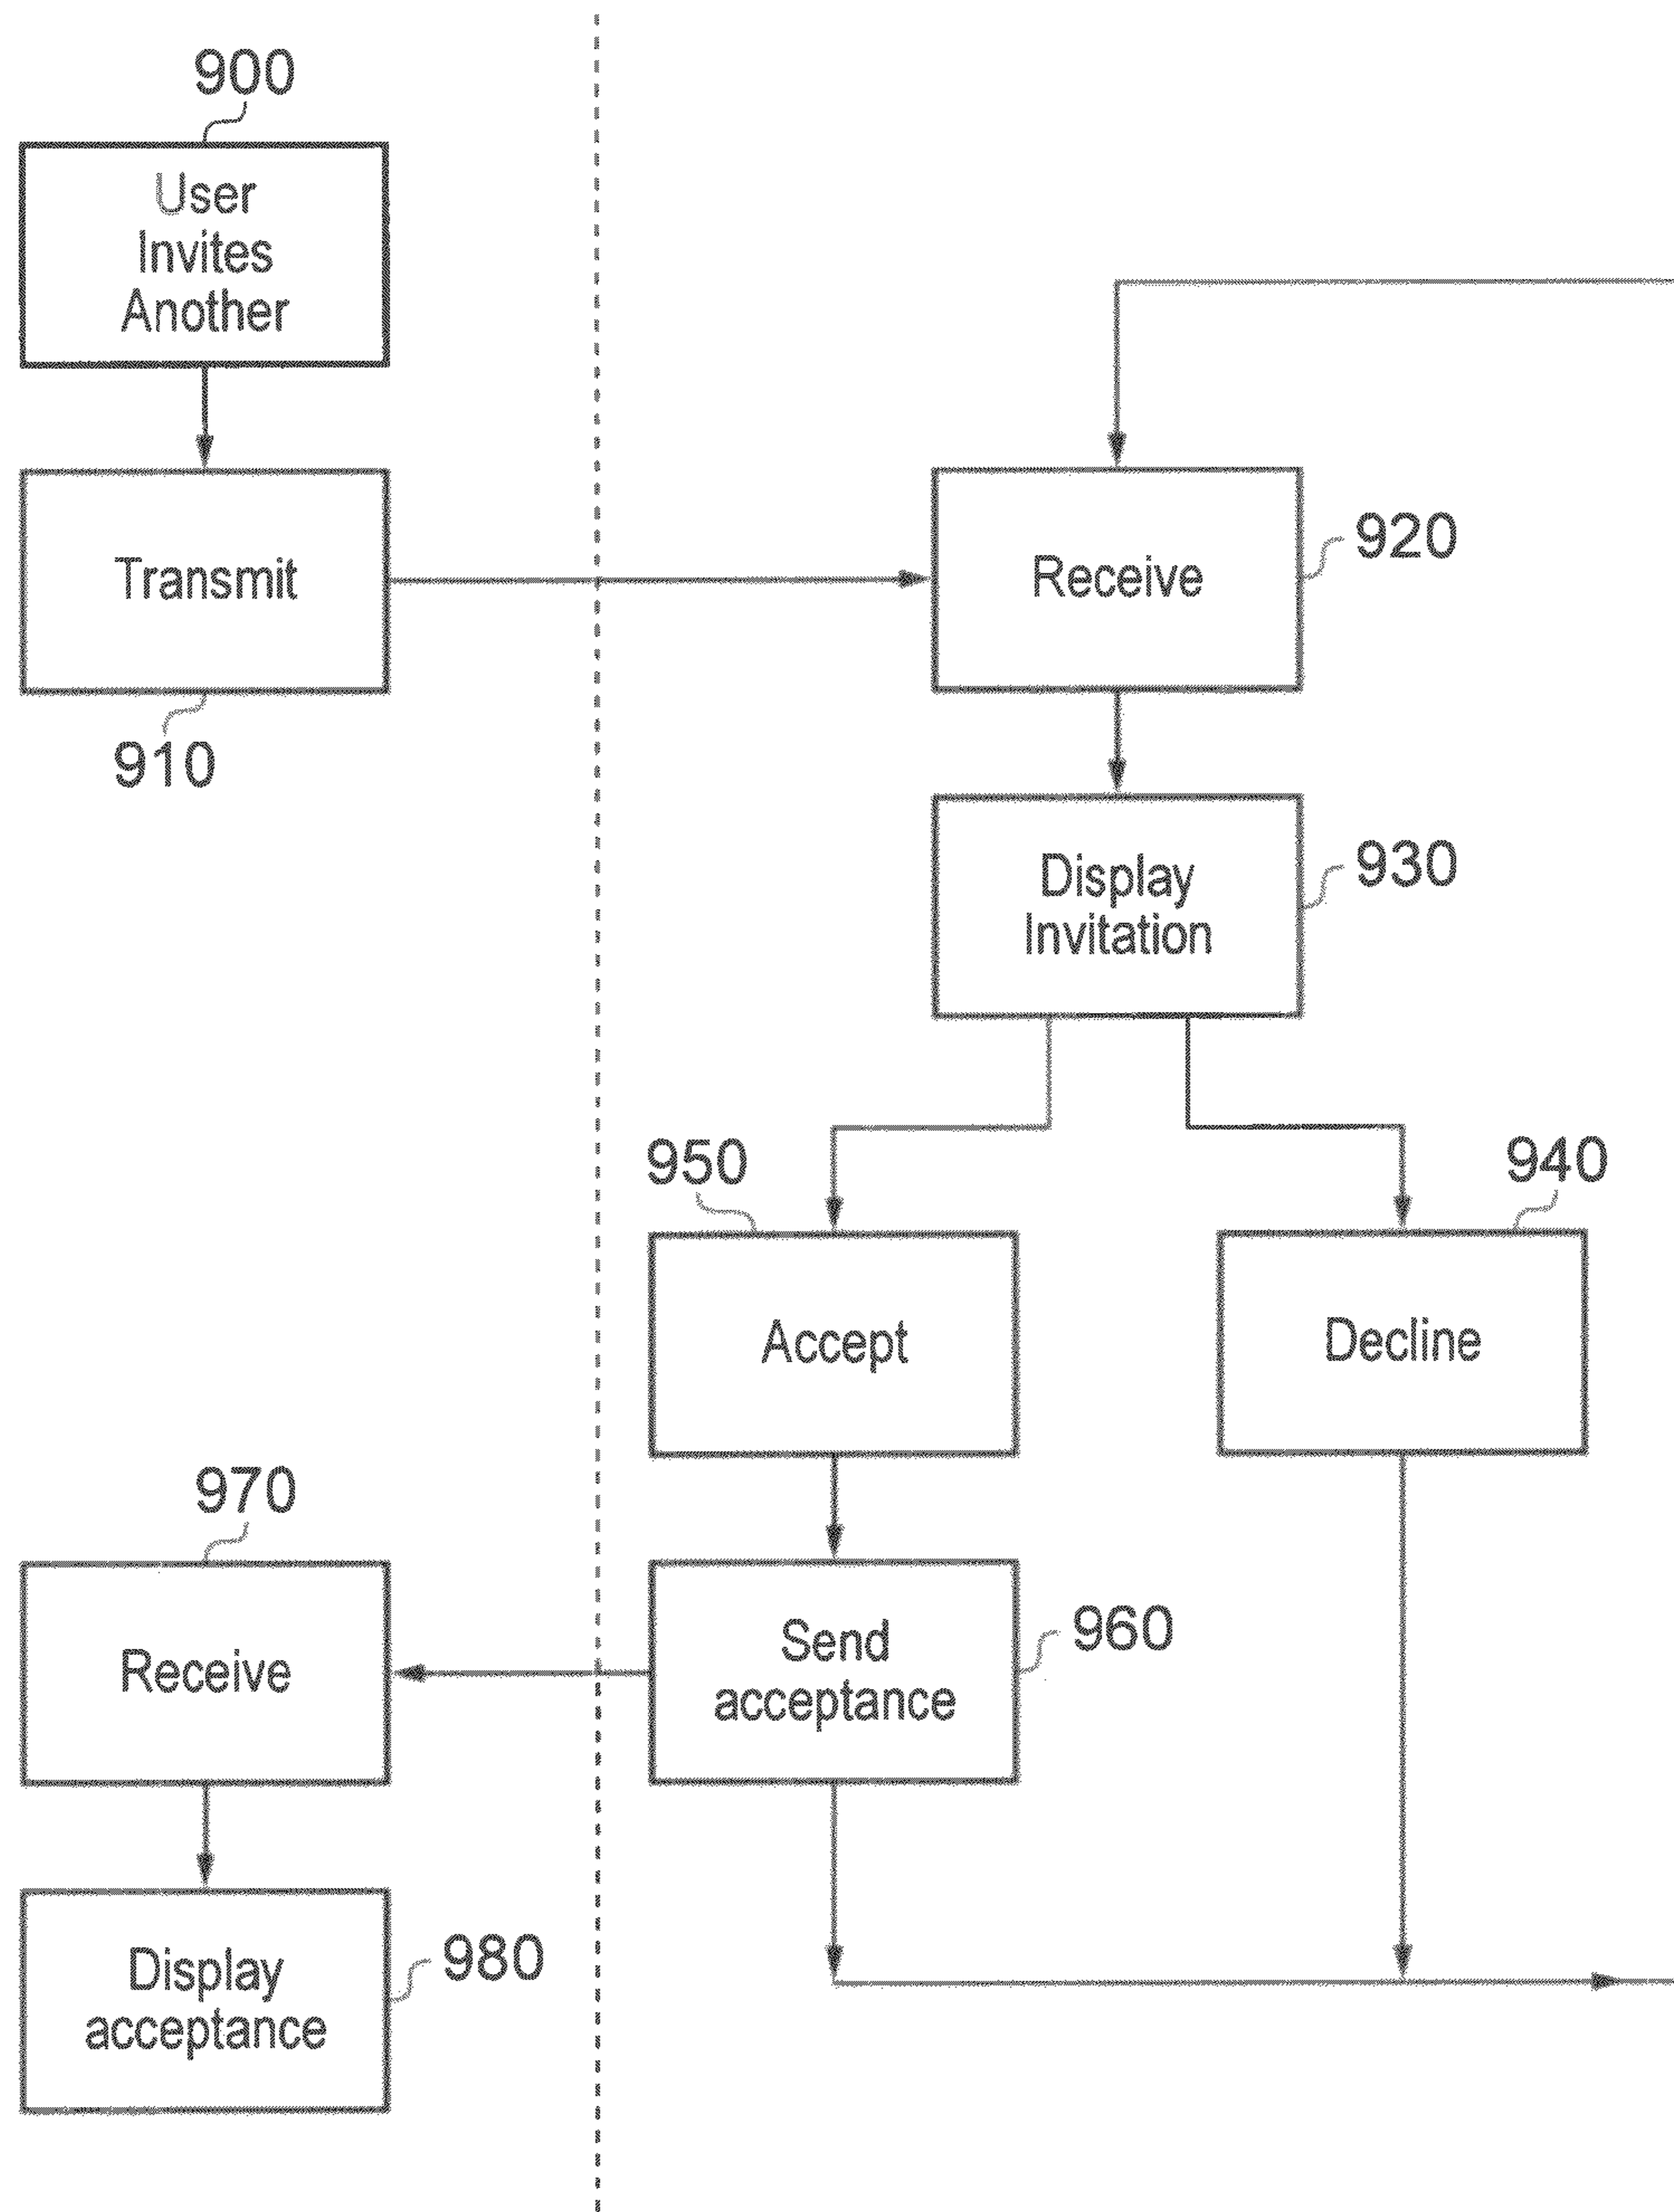 900
User
Invites
Another
Transmit
910
Receive
920
Display
Invitation
930
950
940
Accept
Decline
970
Receive
Send
acceptance
960
Display
acceptance
980